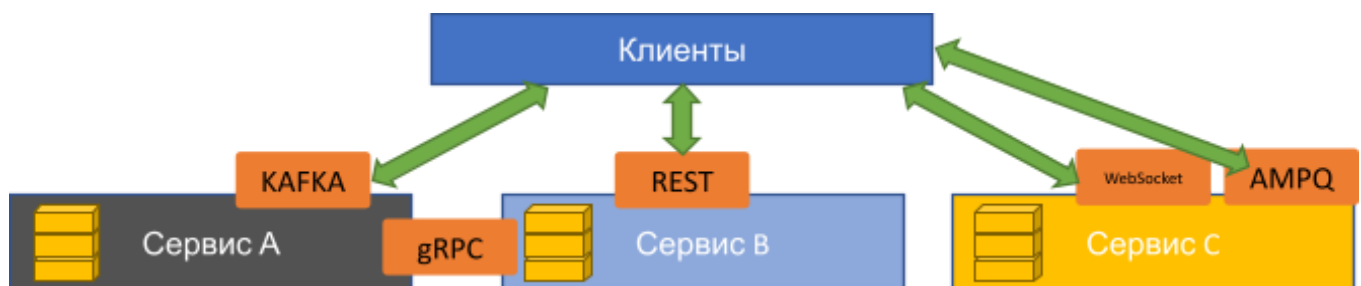 Клиенты
KAFKA
REST
WebSocket
AMPQ
Сервис А
gRPC
Сервис В
Сервис С